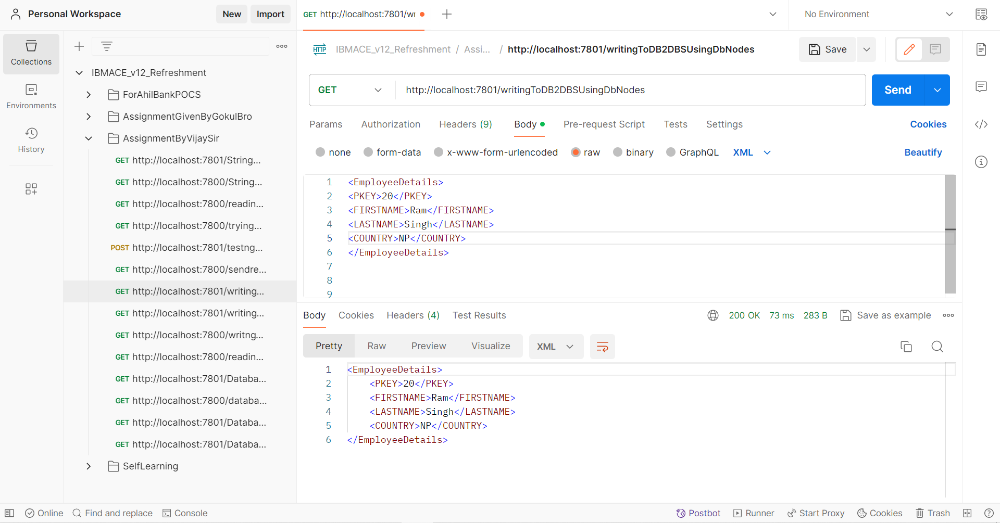 Personal Workspace
New
Import
GET http://localhost:7801/wr
No Environment
Collections
Environments
History
IBMACE_v12_Refreshment
ForAhilBankPOCS
AssignmentGivenByGokulBro
AssignmentByVijaySir
GET http://localhost:7801/String...
GET http://localhost:7800/String...
GET http://localhost:7800/readin...
GET http://localhost:7800/trying...
POST http://localhost:7801/testng...
GET http://localhost:7800/sendre...
GET http://localhost:7801/writing...
GET http://localhost:7801/writing...
GET http://localhost:7800/writng...
GET http://localhost:7800/readin...
GET http://localhost:7801/Databa...
GET http://localhost:7800/databa...
GET http://localhost:7801/Databa...
GET http://localhost:7801/Databa...
SelfLearning
HTTP IBMACE_v12_Refreshment / Assi... / http://localhost:7801/writingToDB2DBSUsingDbNodes
Save
GET http://localhost:7801/writingToDB2DBSUsingDbNodes
Send
Params Authorization Headers (9) Body Pre-request Script Tests Settings Cookies
none form-data x-www-form-urlencoded raw binary GraphQL XML Beautify
1 <EmployeeDetails>
2 <PKEY>20</PKEY>
3 <FIRSTNAME>Ram</FIRSTNAME>
4 <LASTNAME>Singh</LASTNAME>
5 <COUNTRY>NP</COUNTRY>
6 </EmployeeDetails>
7
8
9
Body Cookies Headers (4) Test Results 200 OK 73 ms 283 B Save as example
Pretty Raw Preview Visualize XML
1 <EmployeeDetails>
2 <PKEY>20</PKEY>
3 <FIRSTNAME>Ram</FIRSTNAME>
4 <LASTNAME>Singh</LASTNAME>
5 <COUNTRY>NP</COUNTRY>
6 </EmployeeDetails>
Online Find and replace Console Postbot Runner Start Proxy Cookies Trash